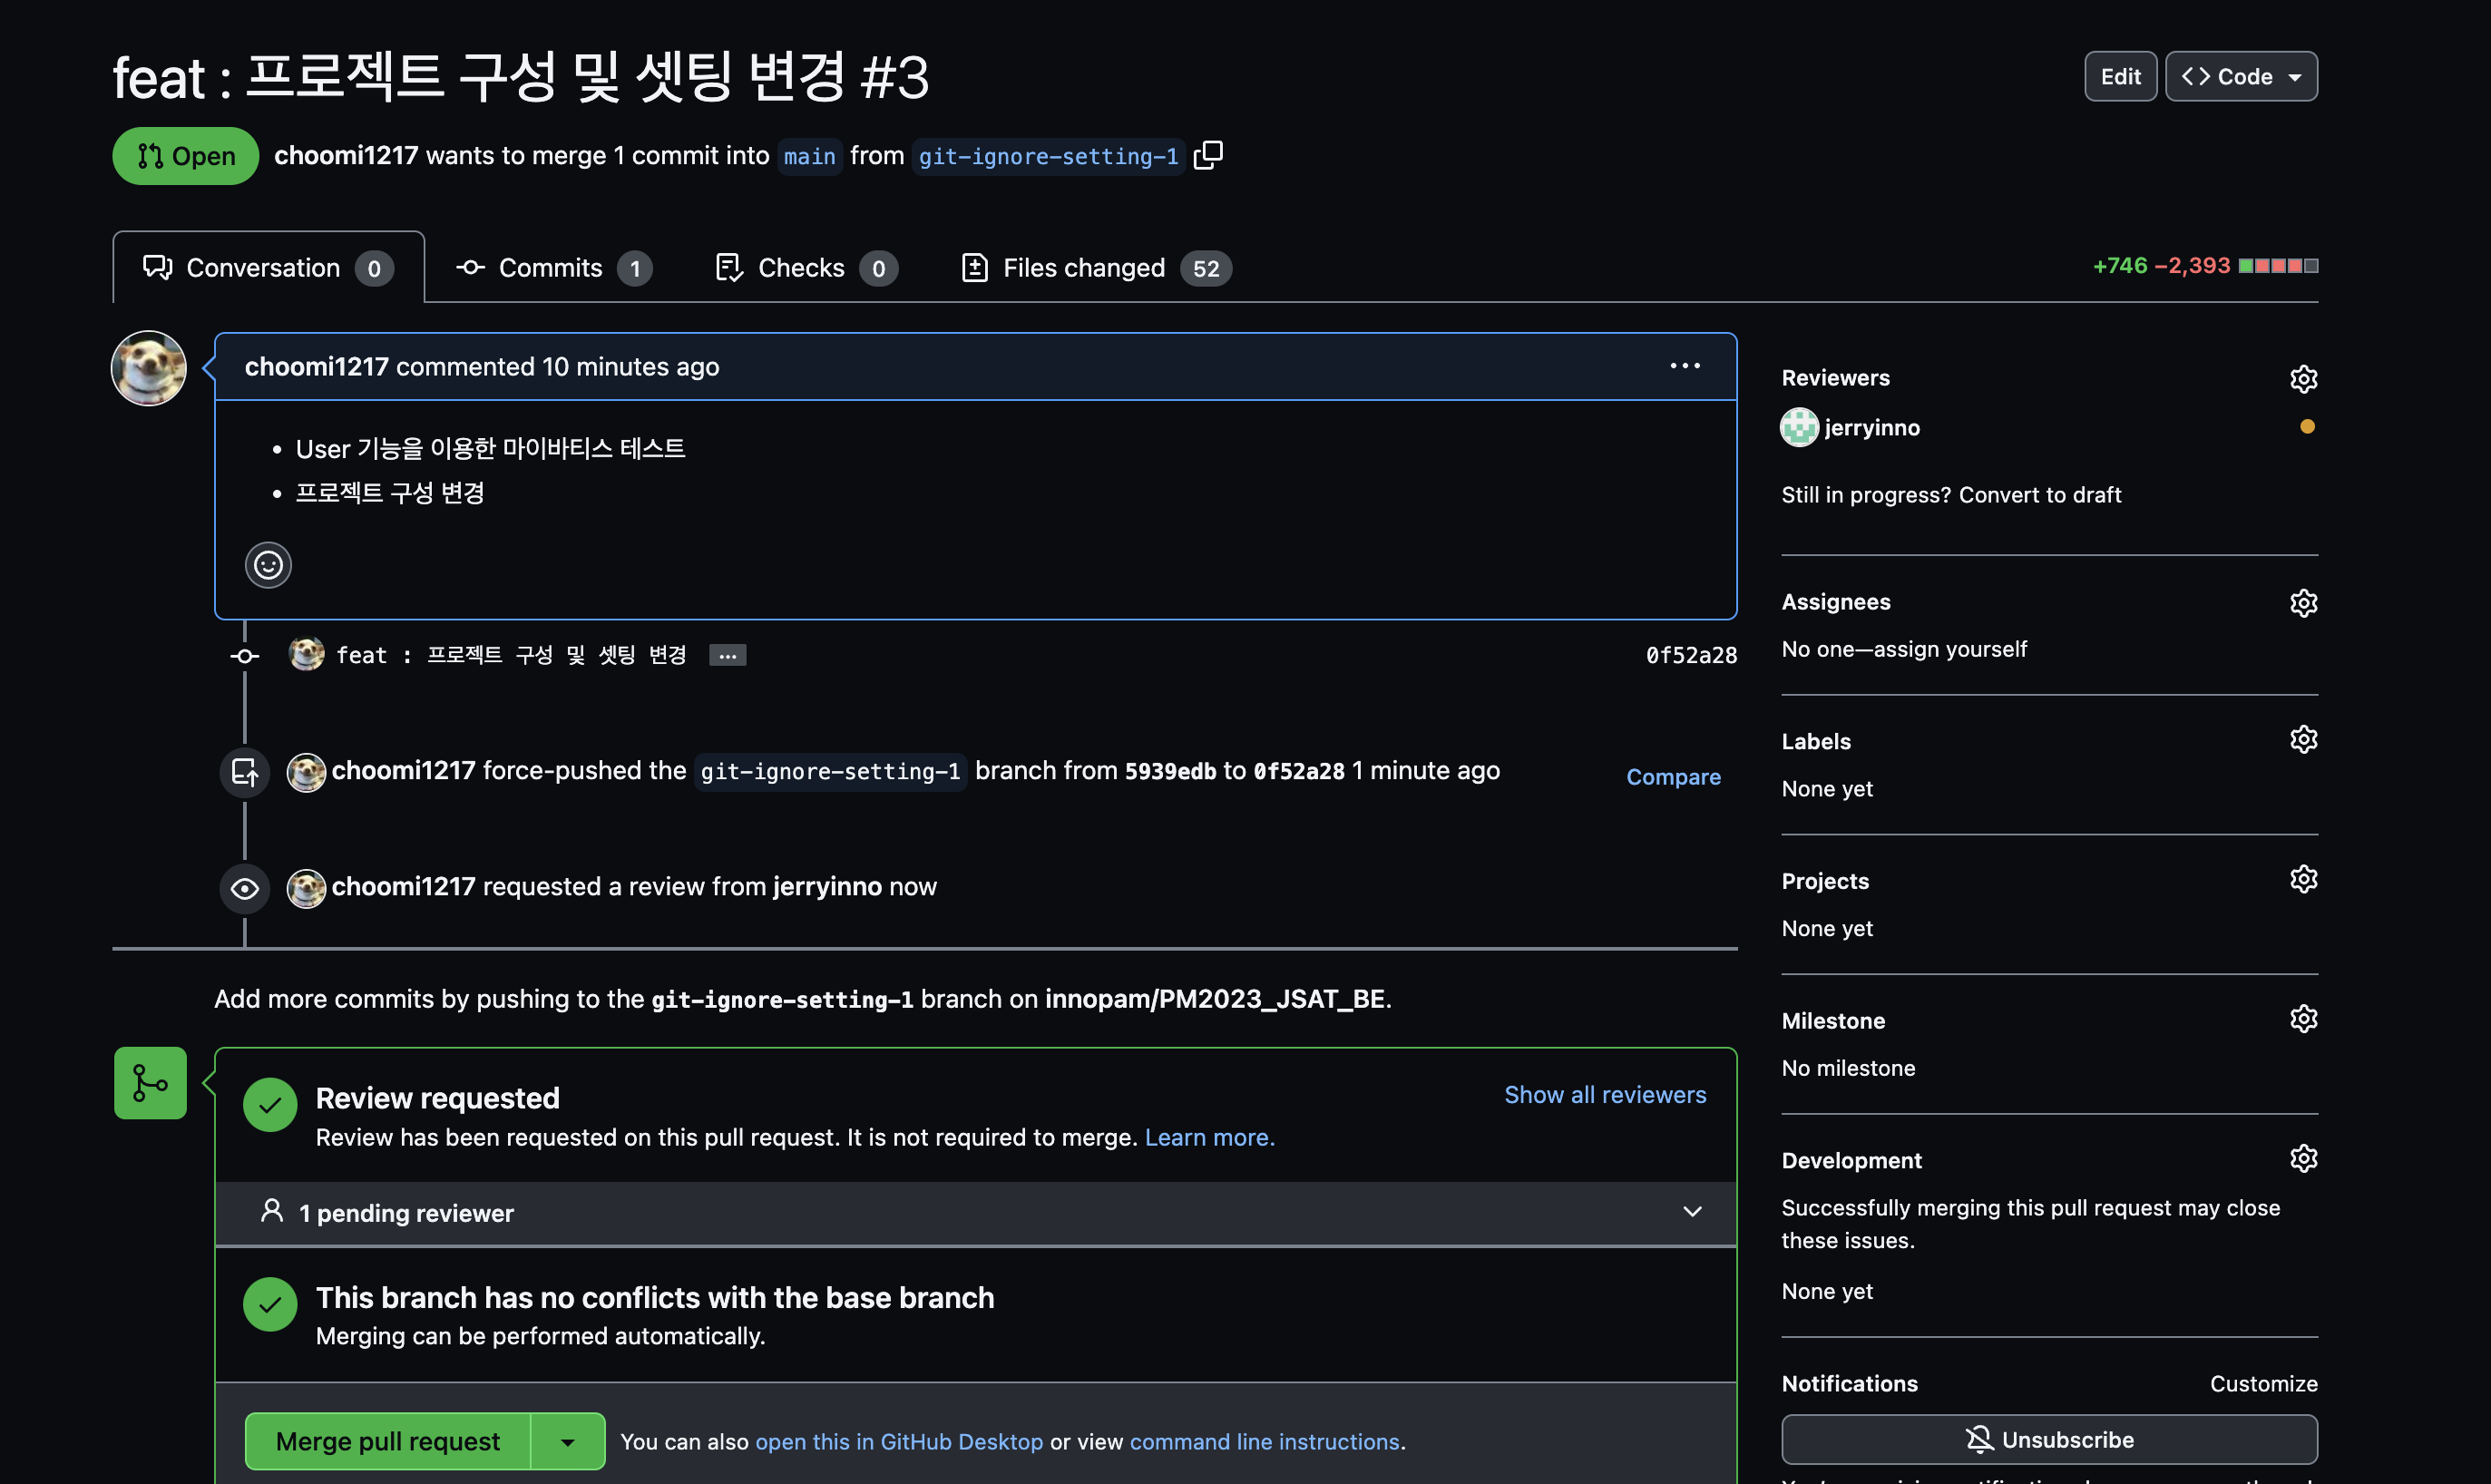 feat : 프로젝트 구성 및 셋팅 변경 #3
Edit
Code
Open
choomi1217 wants to merge 1 commit into main from git-ignore-setting-1
Conversation 0
Commits 1
Checks 0
Files changed 52
+746 −2,393
choomi1217 commented 10 minutes ago
User 기능을 이용한 마이바티스 테스트
프로젝트 구성 변경
feat : 프로젝트 구성 및 셋팅 변경
0f52a28
choomi1217 force-pushed the git-ignore-setting-1 branch from 5939edb to 0f52a28 1 minute ago
Compare
choomi1217 requested a review from jerryinno now
Add more commits by pushing to the git-ignore-setting-1 branch on innopam/PM2023_JSAT_BE.
Review requested
Show all reviewers
Review has been requested on this pull request. It is not required to merge. Learn more.
1 pending reviewer
This branch has no conflicts with the base branch
Merging can be performed automatically.
Merge pull request
You can also open this in GitHub Desktop or view command line instructions.
Reviewers
jerryinno
Still in progress? Convert to draft
Assignees
No one—assign yourself
Labels
None yet
Projects
None yet
Milestone
No milestone
Development
Successfully merging this pull request may close
these issues.
None yet
Notifications
Customize
Unsubscribe